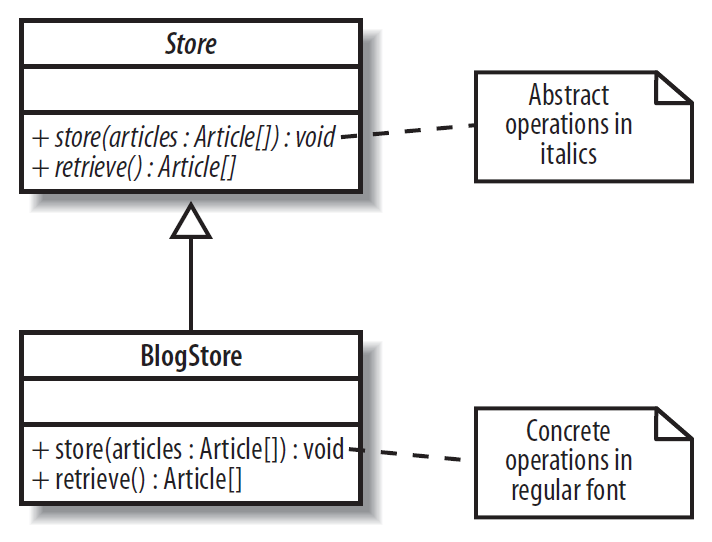 Store
+ store(articles : Article[]) : void
+ retrieve() : Article[]
Abstract
operations in
italics
BlogStore
+ store(articles : Article[]) : void
+ retrieve() : Article[]
Concrete
operations in
regular font